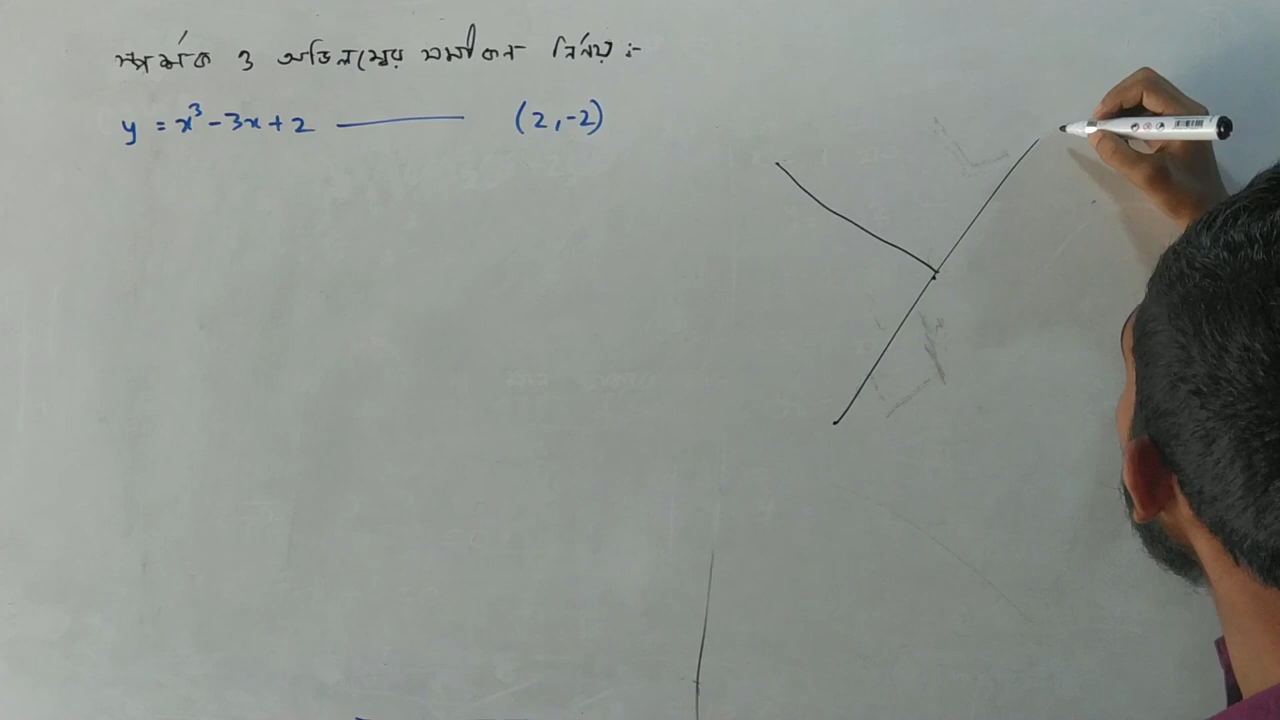 স্পর্শক ও অভিলম্বের সমীকরণ নির্ণয় :-
y = x³ - 3x + 2 ——— (2, -2)